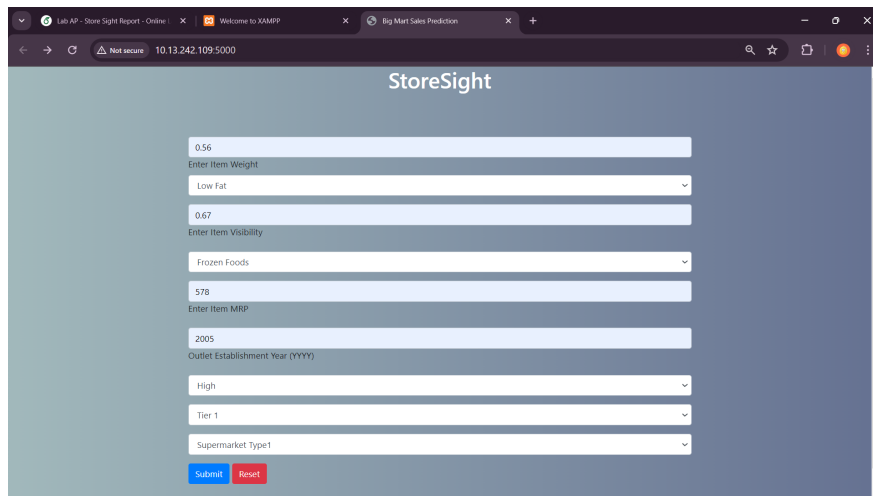 Lab AP - Store Sight Report - Online L
Welcome to XAMPP
Big Mart Sales Prediction
Not secure
10.13.242.109:5000
StoreSight
0.56
Enter Item Weight
Low Fat
0.67
Enter Item Visibility
Frozen Foods
578
Enter Item MRP
2005
Outlet Establishment Year (YYYY)
High
Tier 1
Supermarket Type1
Submit
Reset